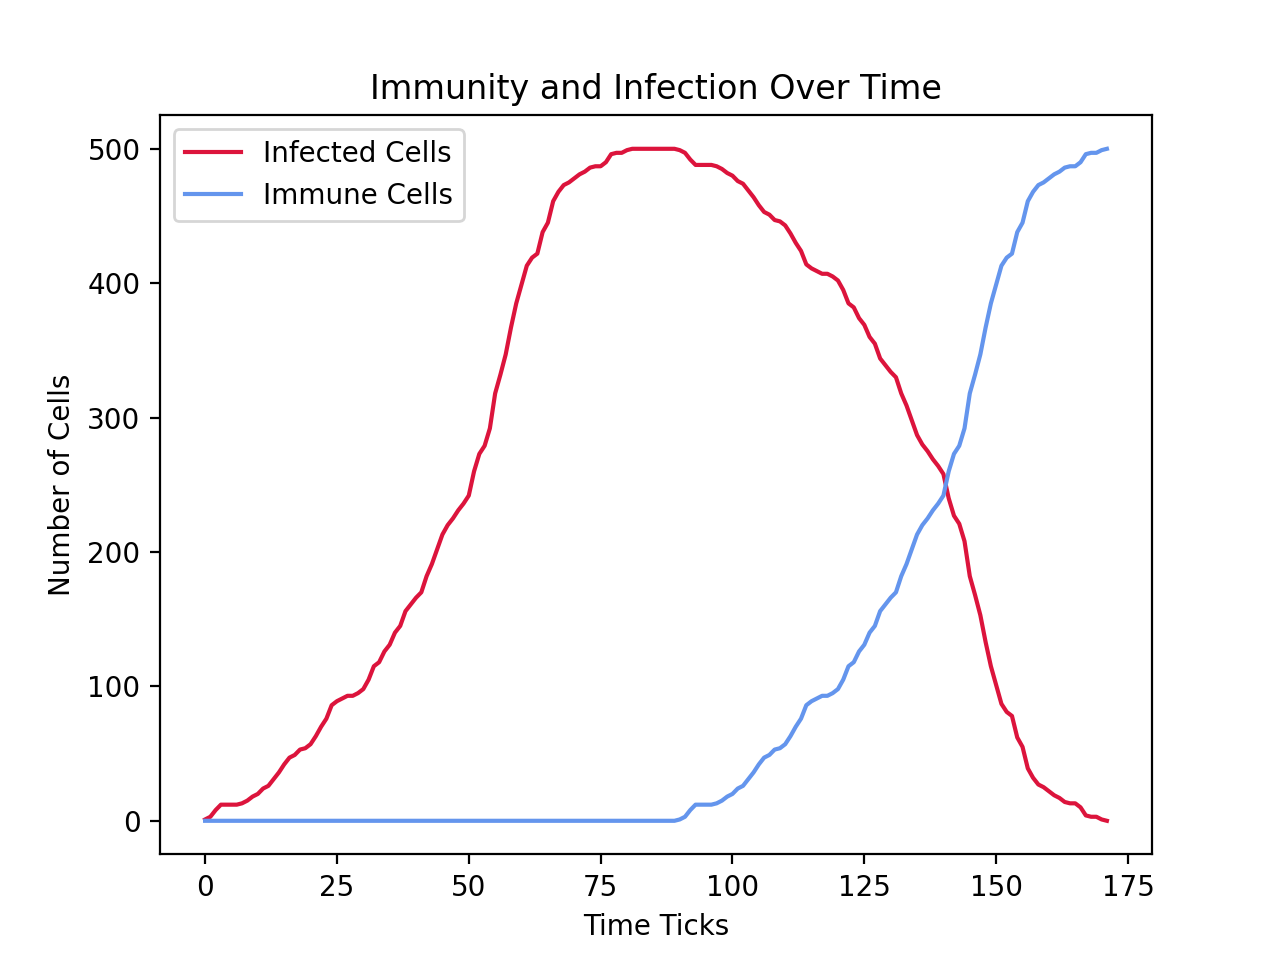 Immunity and Infection Over Time
Infected Cells
Immune Cells
500
400
300
200
100
0
Number of Cells
0 25 50 75 100 125 150 175
Time Ticks